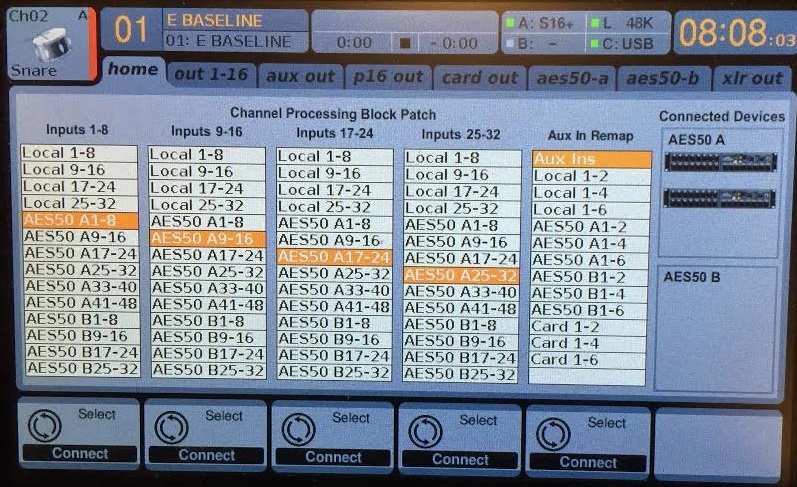 Ch02 A
Snare
01
E BASELINE
01: E BASELINE
0:00 - 0:00
A: S16+ L 48K
B: - C: USB
08:08:03
home out 1-16 aux out p16 out card out aes50-a aes50-b xlr out
Channel Processing Block Patch
Connected Devices
Inputs 1-8 Inputs 9-16 Inputs 17-24 Inputs 25-32 Aux In Remap
Local 1-8 Local 1-8 Local 1-8 Local 1-8 Aux Ins
Local 9-16 Local 9-16 Local 9-16 Local 9-16 Local 1-2
Local 17-24 Local 17-24 Local 17-24 Local 17-24 Local 1-4
Local 25-32 Local 25-32 Local 25-32 Local 25-32 Local 1-6
AES50 A1-8 AES50 A1-8 AES50 A1-8 AES50 A1-8 AES50 A1-2
AES50 A9-16 AES50 A9-16 AES50 A9-16 AES50 A9-16 AES50 A1-4
AES50 A17-24 AES50 A17-24 AES50 A17-24 AES50 A17-24 AES50 A1-6
AES50 A25-32 AES50 A25-32 AES50 A25-32 AES50 A25-32 AES50 B1-2
AES50 A33-40 AES50 A33-40 AES50 A33-40 AES50 A33-40 AES50 B1-4
AES50 A41-48 AES50 A41-48 AES50 A41-48 AES50 A41-48 AES50 B1-6
AES50 B1-8 AES50 B1-8 AES50 B1-8 AES50 B1-8 Card 1-2
AES50 B9-16 AES50 B9-16 AES50 B9-16 AES50 B9-16 Card 1-4
AES50 B17-24 AES50 B17-24 AES50 B17-24 AES50 B17-24 Card 1-6
AES50 B25-32 AES50 B25-32 AES50 B25-32 AES50 B25-32
AES50 A
AES50 B
Select Select Select Select Select
Connect Connect Connect Connect Connect